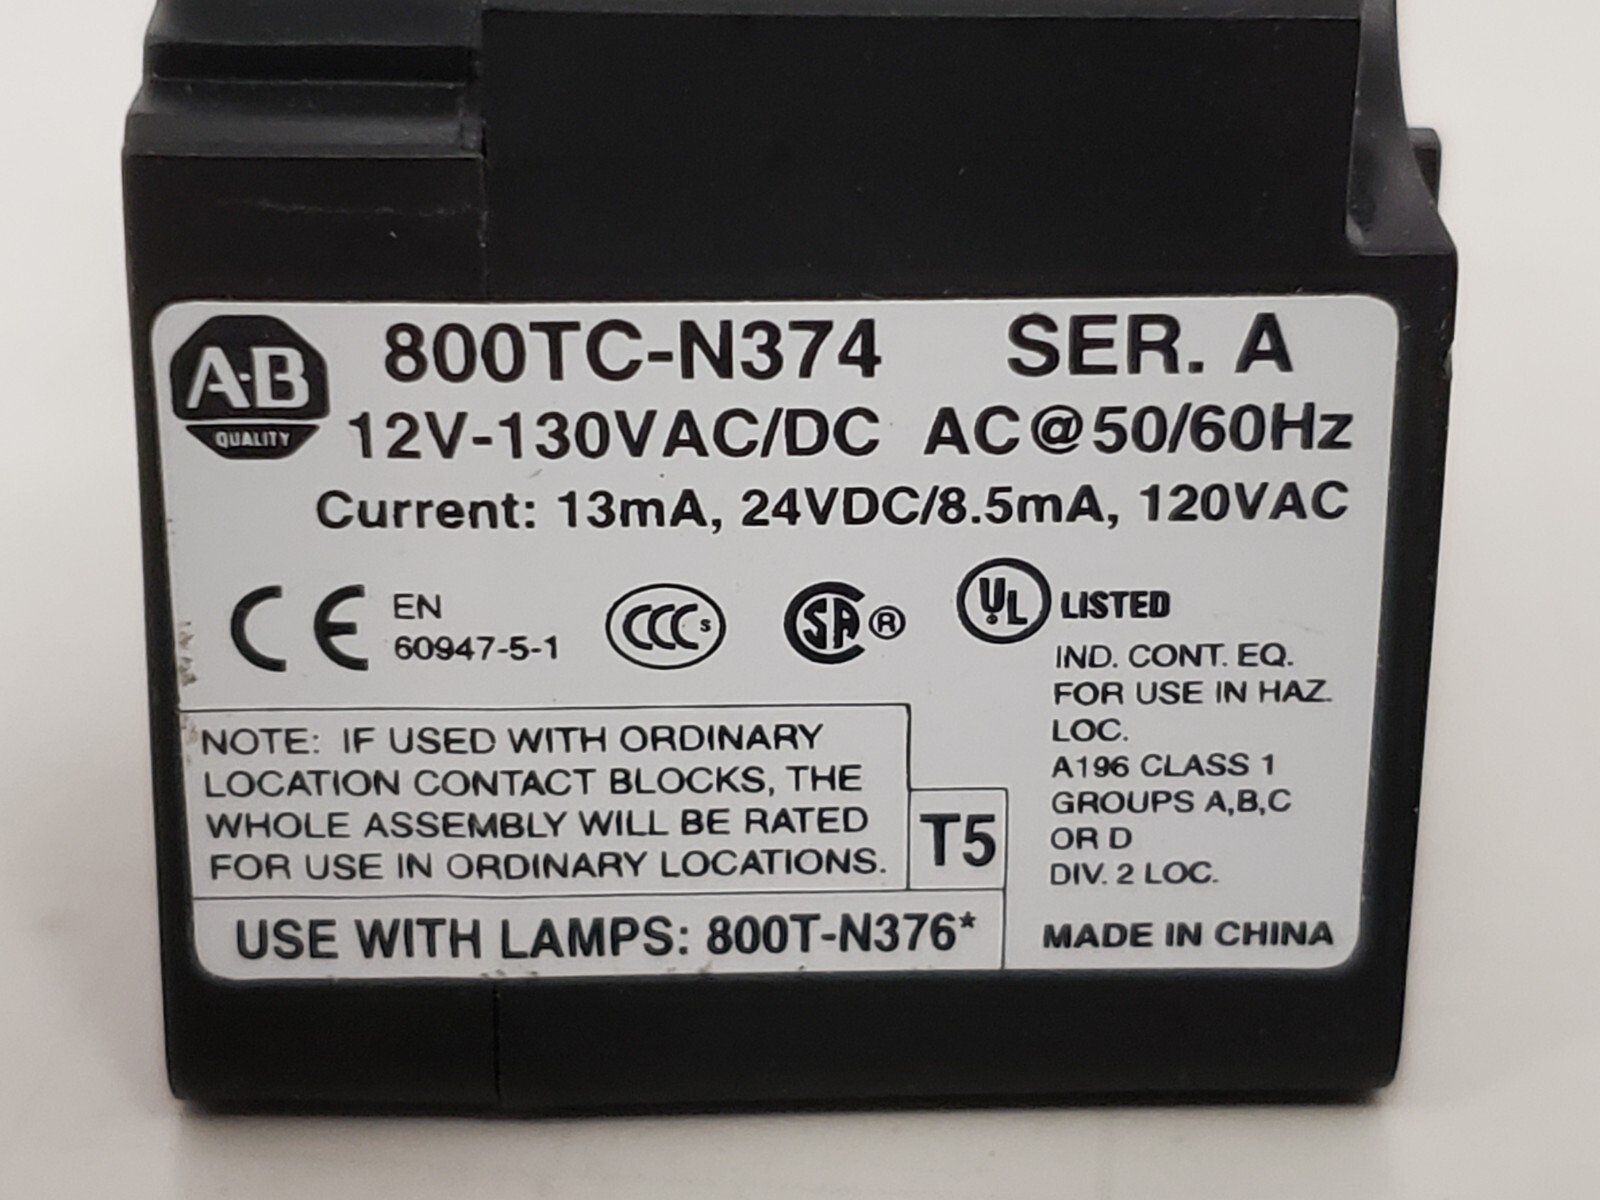 A-B
QUALITY
800TC-N374 SER. A
12V-130VAC/DC AC@50/60Hz
Current: 13mA, 24VDC/8.5mA, 120VAC
CE EN
60947-5-1
CCC S
SA ®
UL LISTED
IND. CONT. EQ.
FOR USE IN HAZ.
LOC.
A196 CLASS 1
GROUPS A,B,C
OR D
DIV. 2 LOC.
NOTE: IF USED WITH ORDINARY
LOCATION CONTACT BLOCKS, THE
WHOLE ASSEMBLY WILL BE RATED
FOR USE IN ORDINARY LOCATIONS.
T5
USE WITH LAMPS: 800T-N376*
MADE IN CHINA